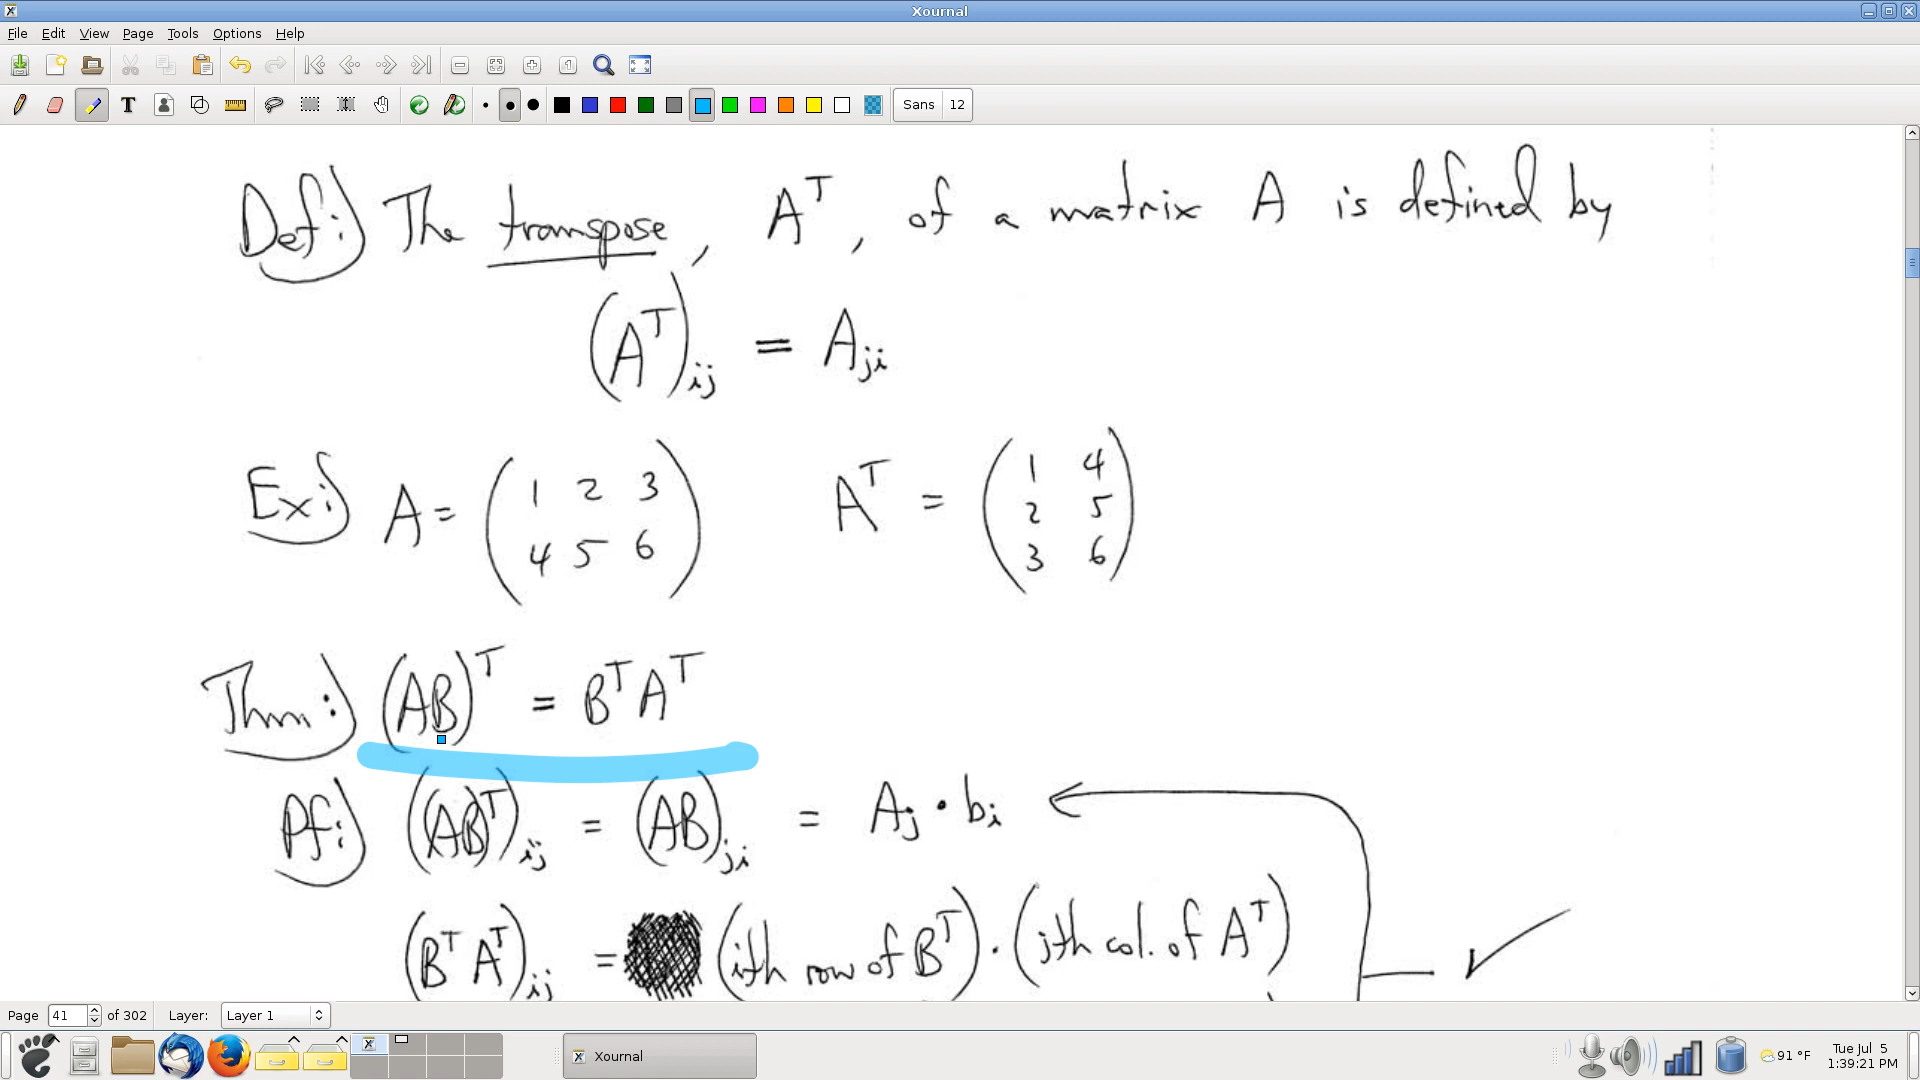 Xournal
File Edit View Page Tools Options Help
Sans 12
Def:) The transpose, A^T, of a matrix A is defined by
(A^T)_ij = A_ji
Ex:) A = (1 2 3
4 5 6) A^T = (1 4
2 5
3 6)
Thm:) (AB)^T = B^T A^T
Pf:) ((AB)^T)_ij = (AB)_ji = A_j · b_i
(B^T A^T)_ij = (ith row of B^T) · (jth col. of A^T) ✓
Page 41 of 302 Layer: Layer 1
Xournal
91 °F
Tue Jul 5
1:39:21 PM